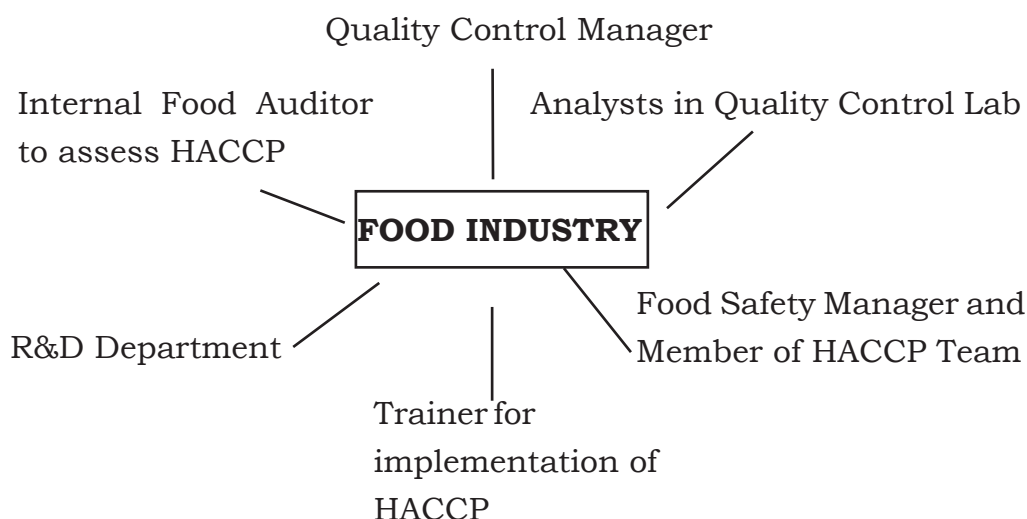 Quality Control Manager
Internal Food Auditor
to assess HACCP
Analysts in Quality Control Lab
FOOD INDUSTRY
R&D Department
Food Safety Manager and
Member of HACCP Team
Trainer for
implementation of
HACCP